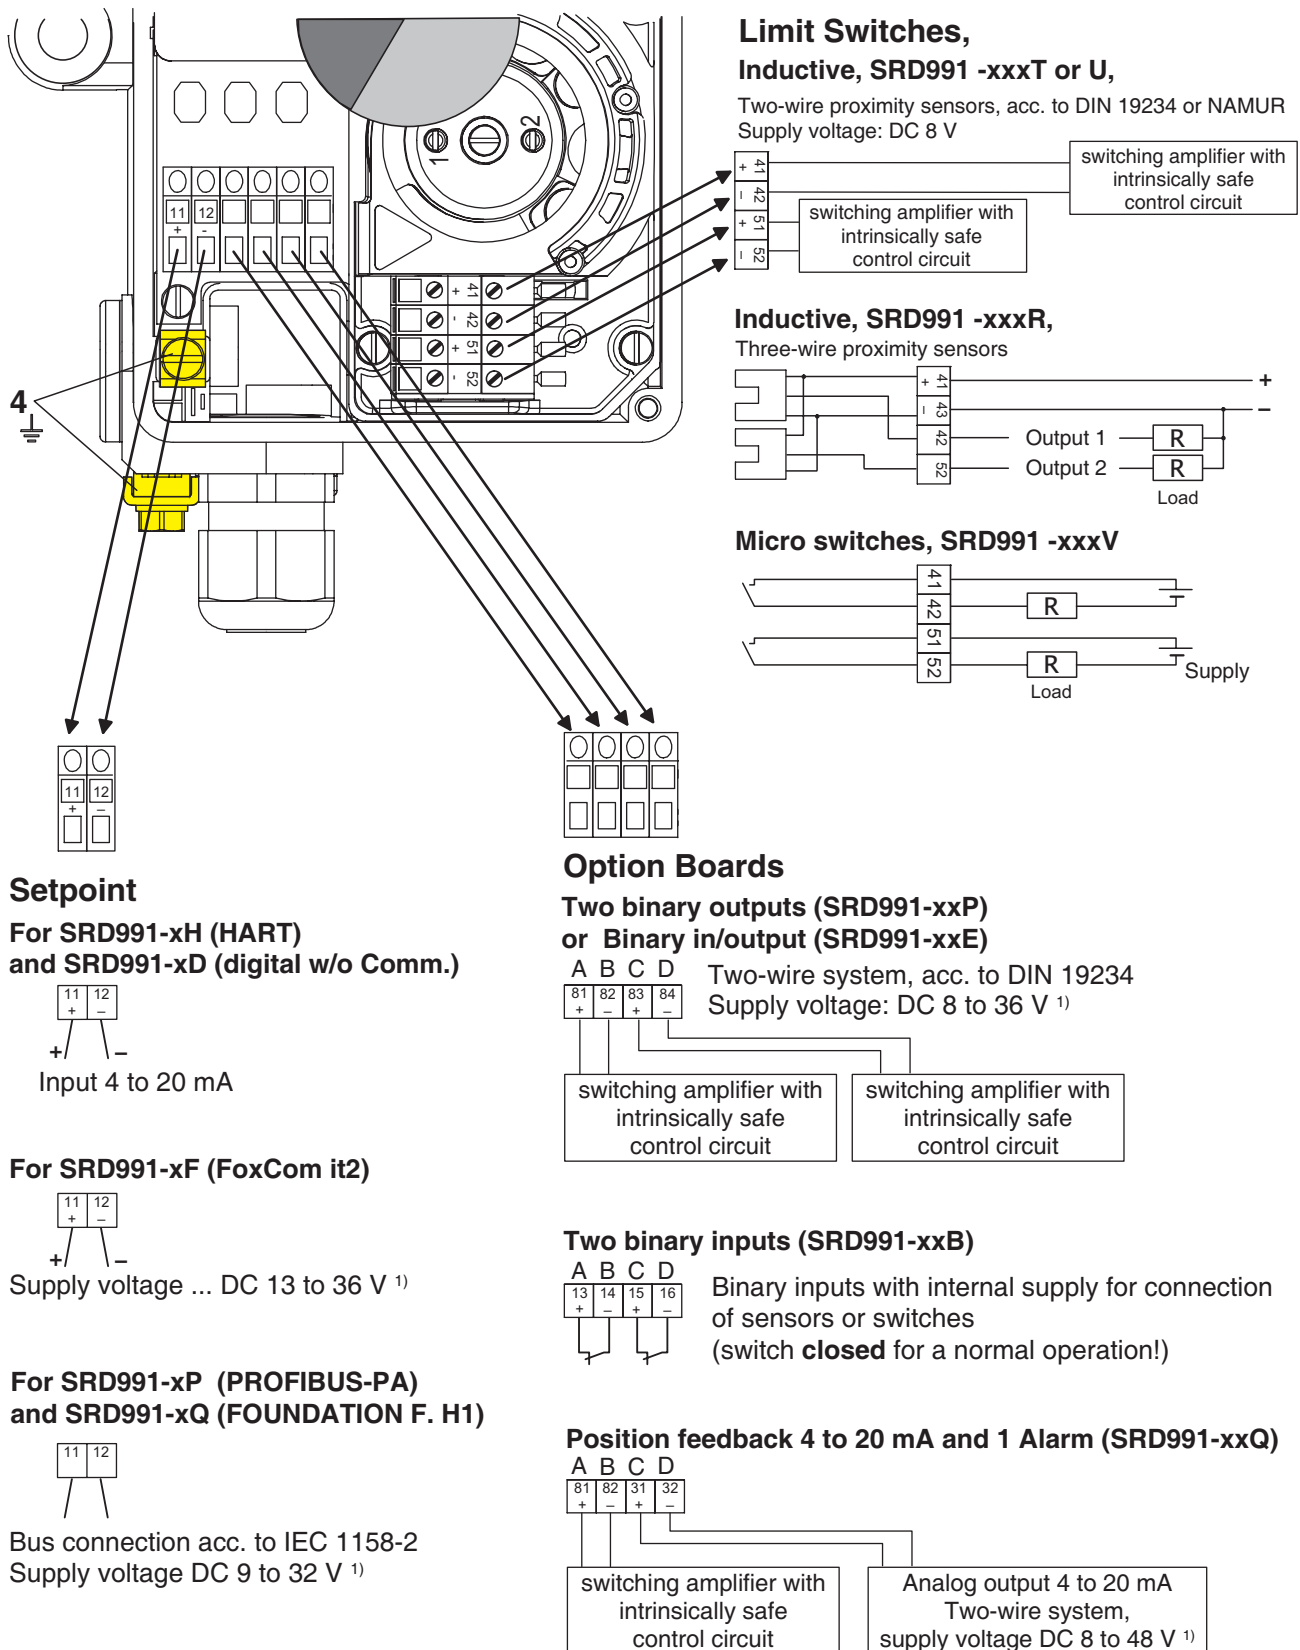 Limit Switches,
Inductive, SRD991 -xxxT or U,
Two-wire proximity sensors, acc. to DIN 19234 or NAMUR
Supply voltage: DC 8 V
+ 41
– 42
+ 51
– 52
switching amplifier with
intrinsically safe
control circuit
switching amplifier with
intrinsically safe
control circuit
1 2
11 12
+ -
+ 41
- 42
+ 51
- 52
4
Inductive, SRD991 -xxxR,
Three-wire proximity sensors
+ 41
– 43
42
52
+
–
Output 1 R
Output 2 R
Load
Micro switches, SRD991 -xxxV
41
42
51
52
R
R
Load
Supply
11 12
+ –
Setpoint
For SRD991-xH (HART)
and SRD991-xD (digital w/o Comm.)
11 12
+ –
+ –
Input 4 to 20 mA
For SRD991-xF (FoxCom it2)
11 12
+ –
+ –
Supply voltage ... DC 13 to 36 V 1)
For SRD991-xP (PROFIBUS-PA)
and SRD991-xQ (FOUNDATION F. H1)
11 12
Bus connection acc. to IEC 1158-2
Supply voltage DC 9 to 32 V 1)
Option Boards
Two binary outputs (SRD991-xxP)
or Binary in/output (SRD991-xxE)
A B C D
81 82 83 84
+ – + –
Two-wire system, acc. to DIN 19234
Supply voltage: DC 8 to 36 V 1)
switching amplifier with
intrinsically safe
control circuit
switching amplifier with
intrinsically safe
control circuit
Two binary inputs (SRD991-xxB)
A B C D
13 14 15 16
+ – + –
Binary inputs with internal supply for connection
of sensors or switches
(switch closed for a normal operation!)
Position feedback 4 to 20 mA and 1 Alarm (SRD991-xxQ)
A B C D
81 82 31 32
+ – + –
switching amplifier with
intrinsically safe
control circuit
Analog output 4 to 20 mA
Two-wire system,
supply voltage DC 8 to 48 V 1)